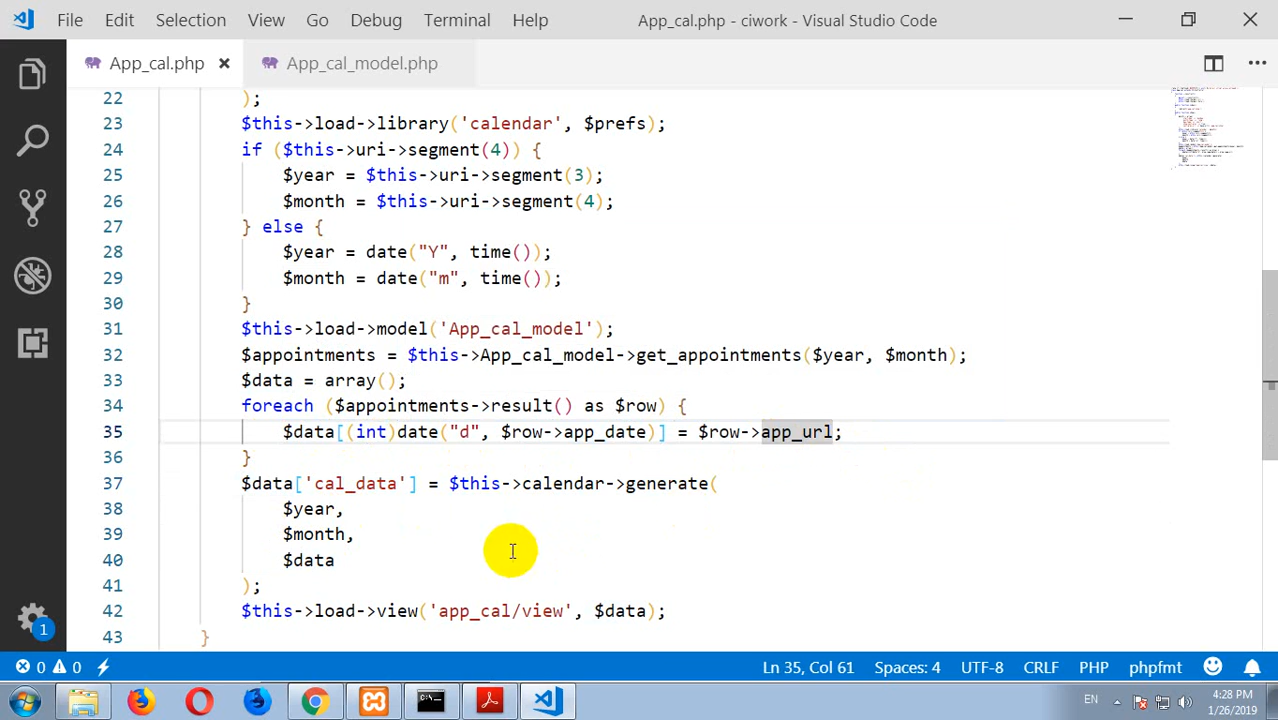 File Edit Selection View Go Debug Terminal Help App_cal.php - ciwork - Visual Studio Code
App_cal.php App_cal_model.php
22 );
23 $this->load->library('calendar', $prefs);
24 if ($this->uri->segment(4)) {
25 $year = $this->uri->segment(3);
26 $month = $this->uri->segment(4);
27 } else {
28 $year = date("Y", time());
29 $month = date("m", time());
30 }
31 $this->load->model('App_cal_model');
32 $appointments = $this->App_cal_model->get_appointments($year, $month);
33 $data = array();
34 foreach ($appointments->result() as $row) {
35 $data[(int)date("d", $row->app_date)] = $row->app_url;
36 }
37 $data['cal_data'] = $this->calendar->generate(
38 $year,
39 $month,
40 $data
41 );
42 $this->load->view('app_cal/view', $data);
43 }
1
0 0 Ln 35, Col 61 Spaces: 4 UTF-8 CRLF PHP phpfmt
EN 4:28 PM
1/26/2019